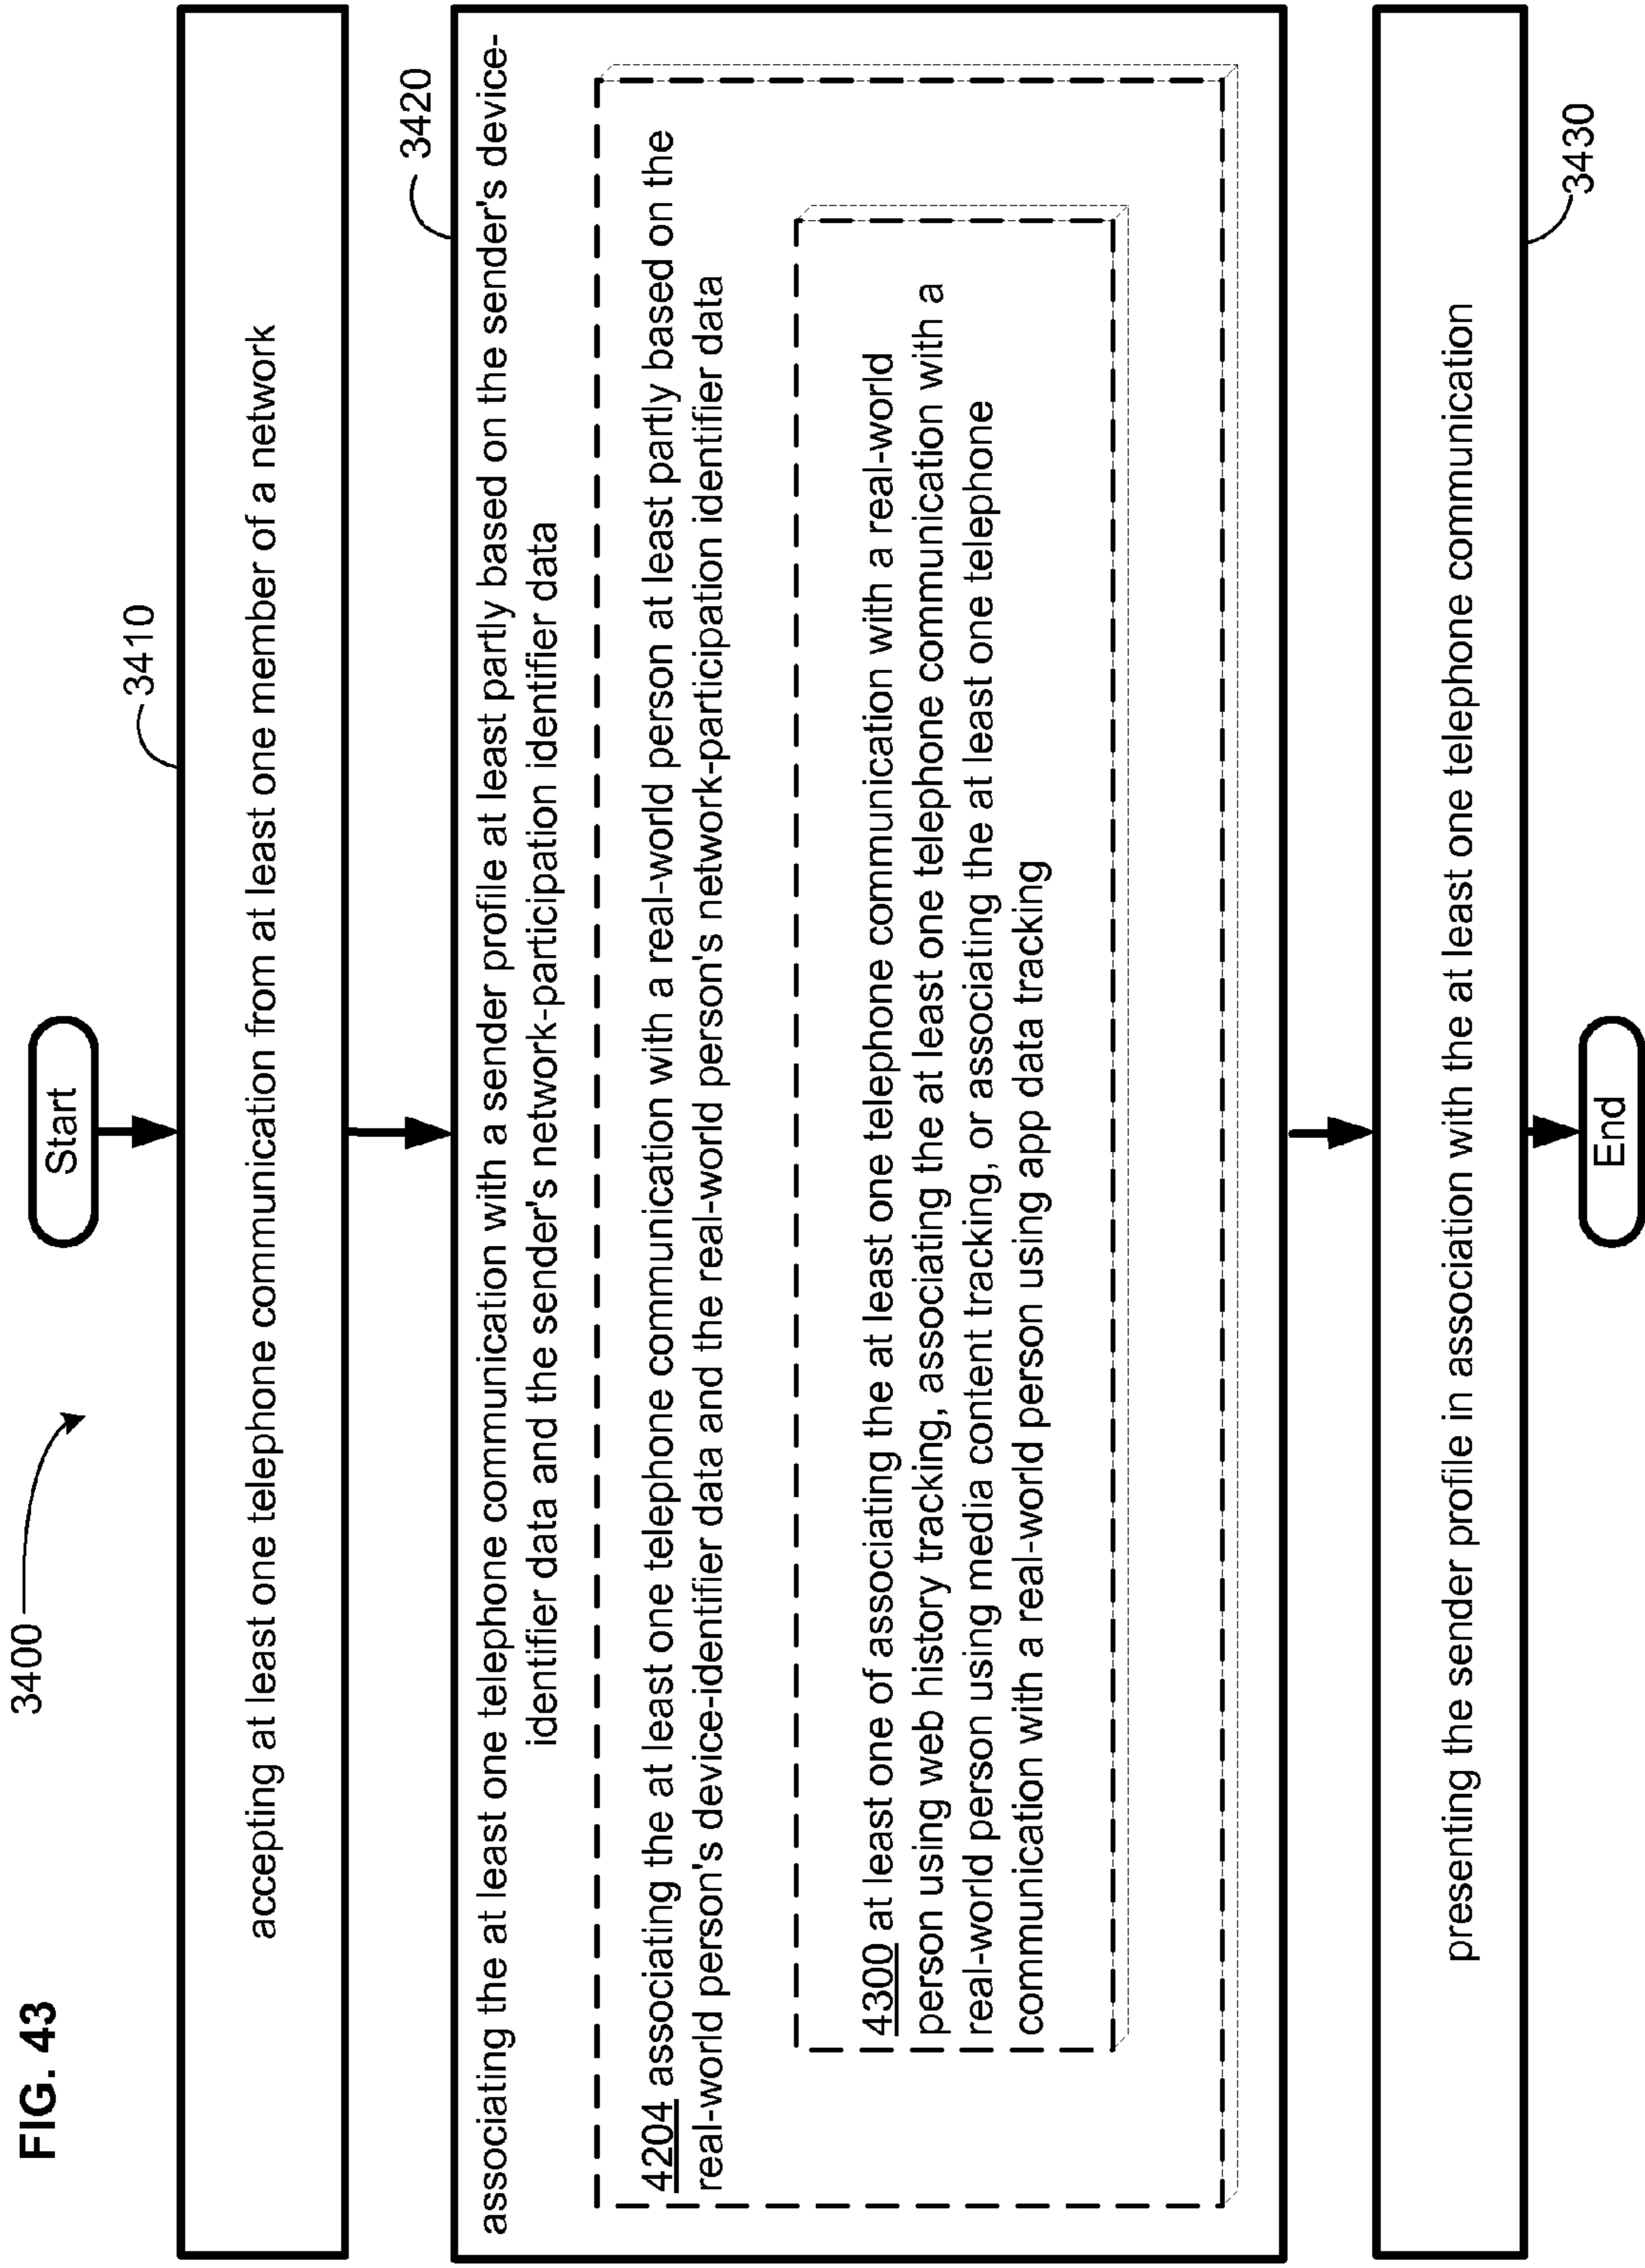 FIG. 43
3400
Start
3410
accepting at least one telephone communication from at least one member of a network
3420
associating the at least one telephone communication with a sender profile at least partly based on the sender's device-
identifier data and the sender's network-participation identifier data
4204 associating the at least one telephone communication with a real-world person at least partly based on the
real-world person's device-identifier data and the real-world person's network-participation identifier data
4300 at least one of associating the at least one telephone communication with a real-world
person using web history tracking, associating the at least one telephone communication with a
real-world person using media content tracking, or associating the at least one telephone
communication with a real-world person using app data tracking
presenting the sender profile in association with the at least one telephone communication
3430
End